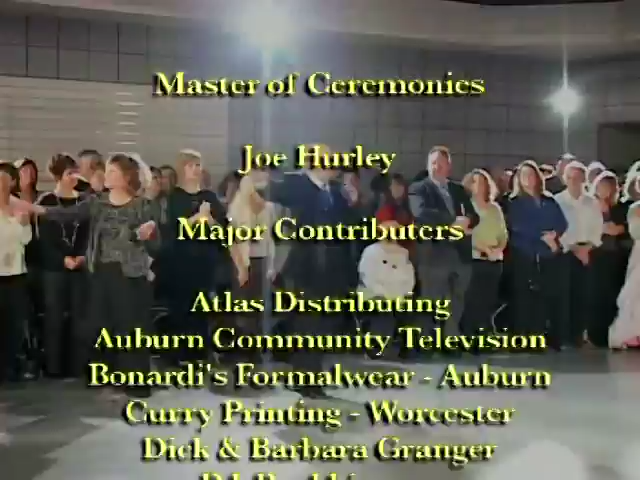 Master of Ceremonies
Joe Hurley
Major Contributers
Atlas Distributing
Auburn Community Television
Bonardi's Formalwear - Auburn
Curry Printing - Worcester
Dick & Barbara Granger